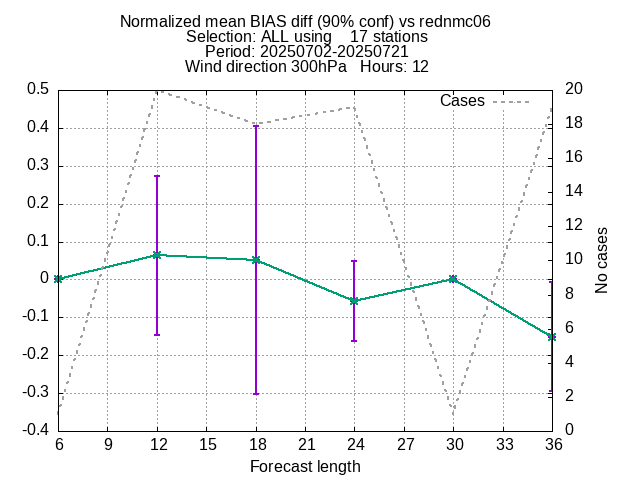 Normalized mean BIAS diff (90% conf) vs rednmc06
Selection: ALL using    17 stations
Period: 20250702-20250721
Wind direction 300hPa   Hours: 12
Cases
0.5
0.4
0.3
0.2
0.1
0
-0.1
-0.2
-0.3
-0.4
20
18
16
14
12
10
8
6
4
2
0
No cases
6 9 12 15 18 21 24 27 30 33 36
Forecast length